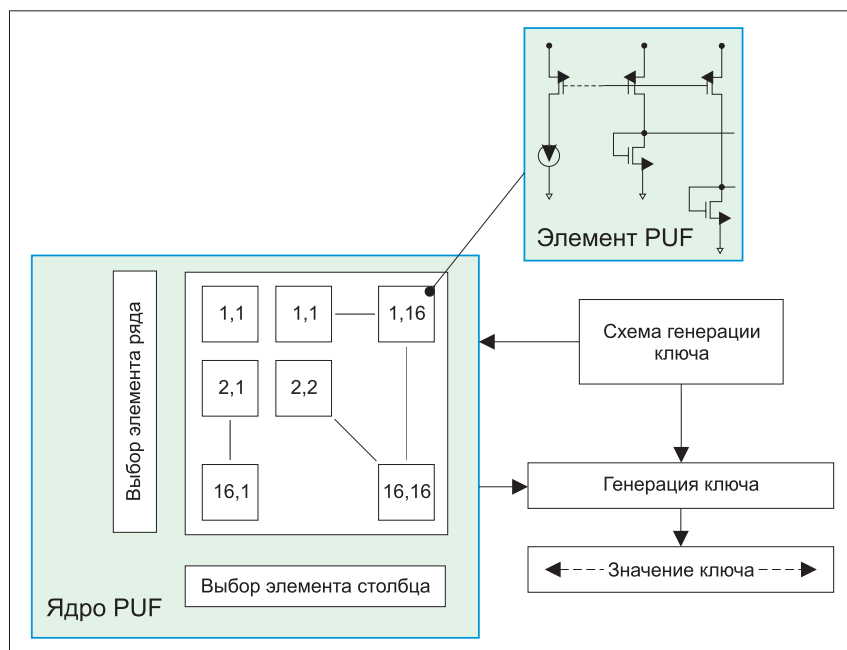 Элемент PUF
Выбор элемента ряда
1,1
1,1
1,16
2,1
2,2
16,1
16,16
Выбор элемента столбца
Ядро PUF
Схема генерации
ключа
Генерация ключа
Значение ключа